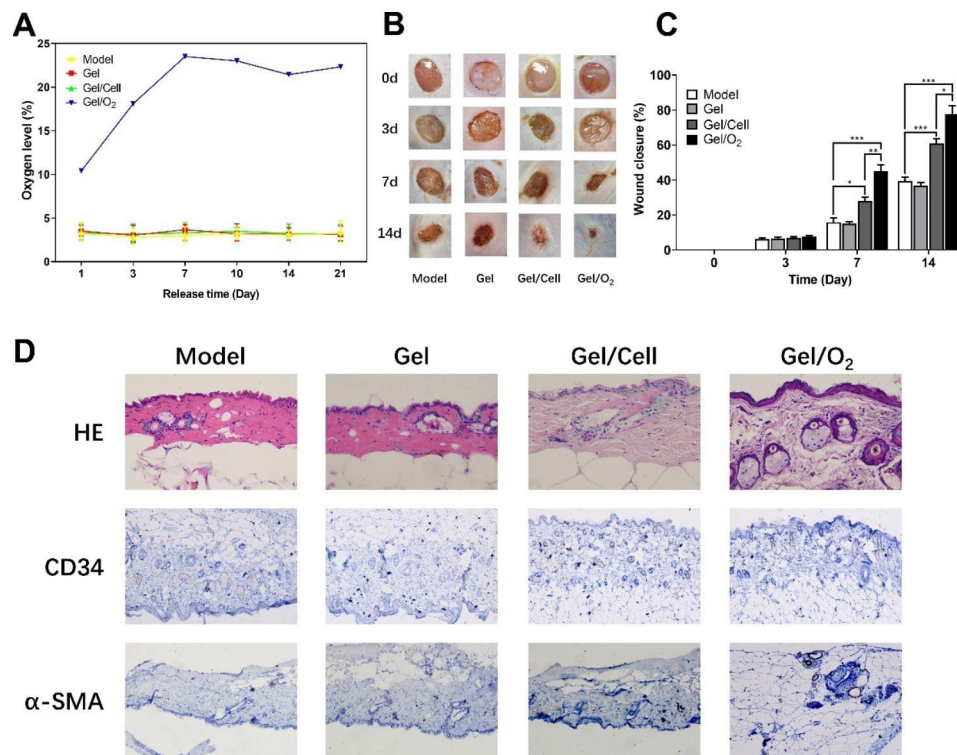 A
Oxygen level (%)
25
20
15
10
5
0
Model
Gel
Gel/Cell
Gel/O₂
1 3 7 10 14 21
Release time (Day)
B
0d
3d
7d
14d
Model Gel Gel/Cell Gel/O₂
C
Wound closure (%)
100
80
60
40
20
0
Model
Gel
Gel/Cell
Gel/O₂
***
*
**
***
***
*
0 3 7 14
Time (Day)
D
Model Gel Gel/Cell Gel/O₂
HE
CD34
α-SMA